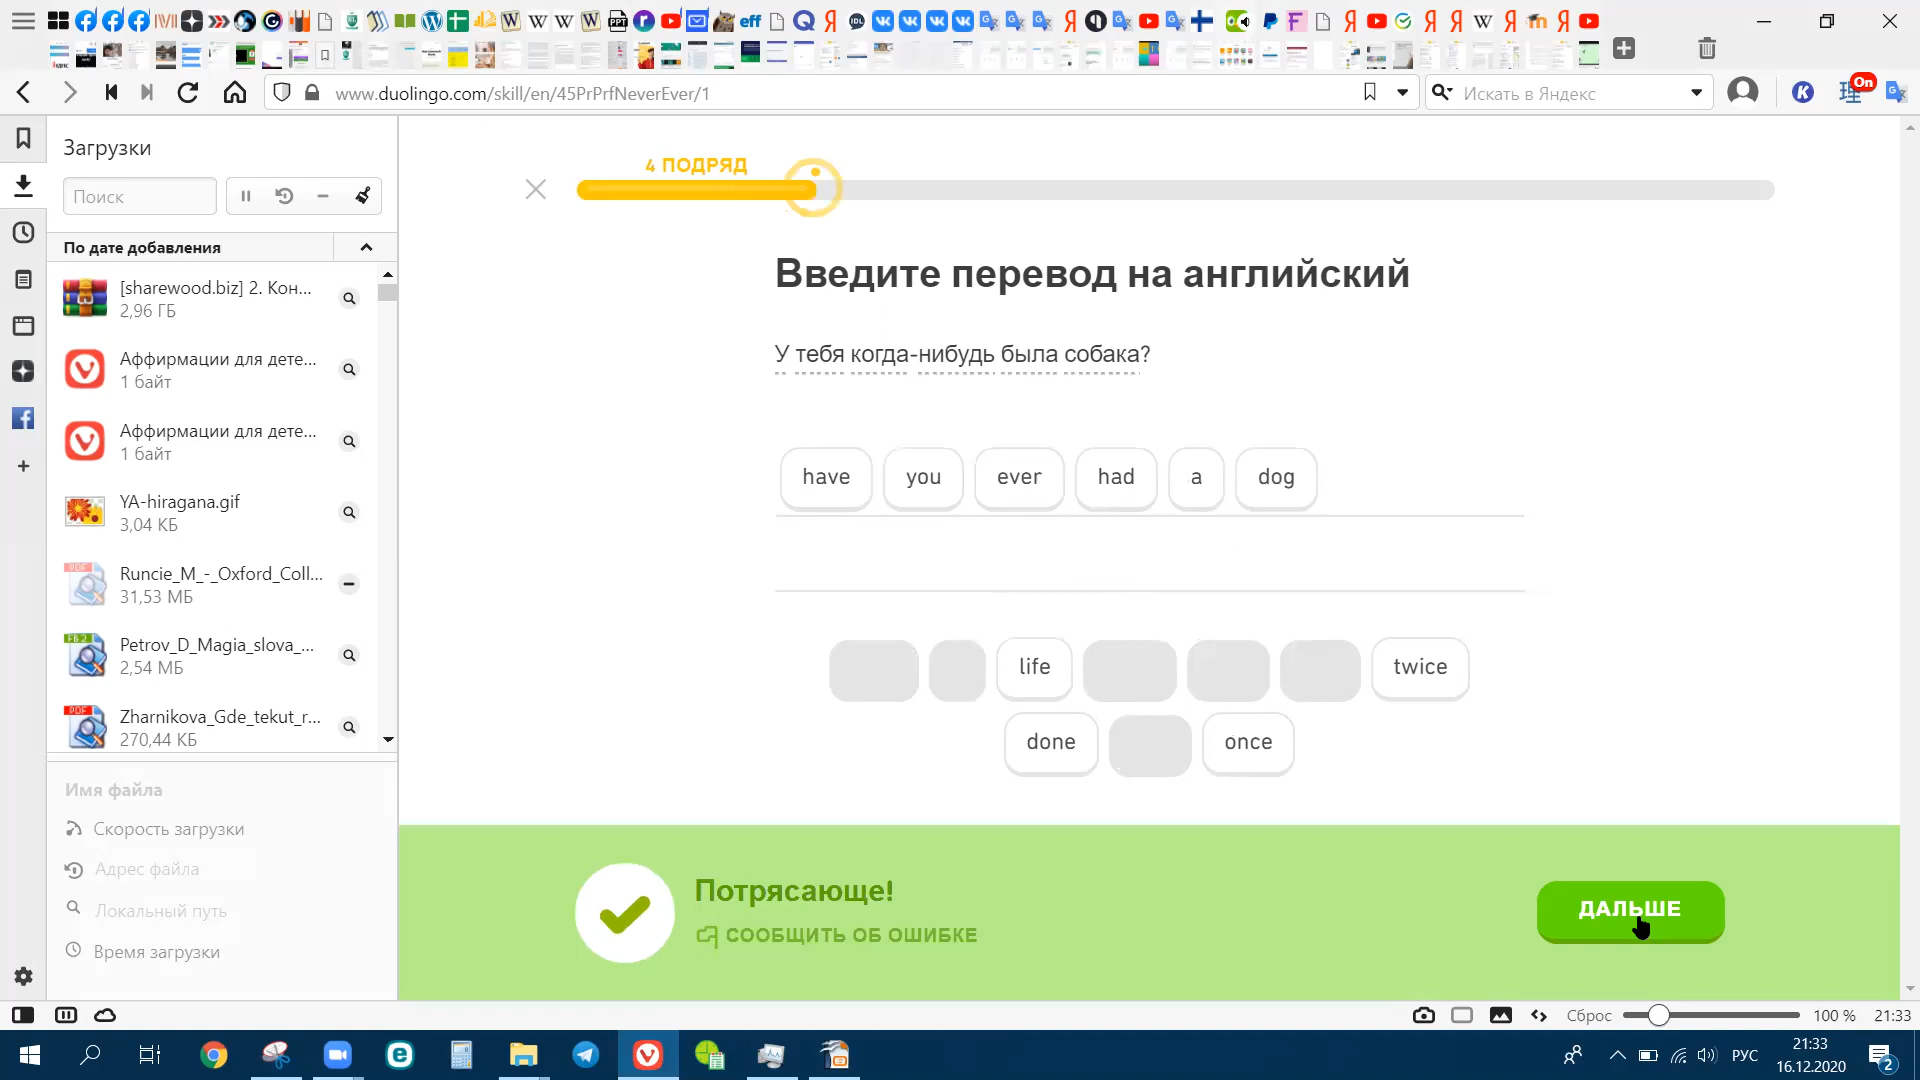 www.duolingo.com/skill/en/45PrPrfNeverEver/1
Искать в Яндекс
On
Загрузки
Поиск
По дате добавления
[sharewood.biz] 2. Кон...
2,96 ГБ
Аффирмации для дете...
1 байт
Аффирмации для дете...
1 байт
YA-hiragana.gif
3,04 КБ
Runcie_M_-_Oxford_Coll...
31,53 МБ
Petrov_D_Magia_slova_...
2,54 МБ
Zharnikova_Gde_tekut_r...
270,44 КБ
Имя файла
Скорость загрузки
Адрес файла
Локальный путь
Время загрузки
4 ПОДРЯД
Введите перевод на английский
У тебя когда-нибудь была собака?
have you ever had a dog
life twice
done once
Потрясающе!
СООБЩИТЬ ОБ ОШИБКЕ
ДАЛЬШЕ
Сброс 100 % 21:33
РУС
21:33
16.12.2020
2